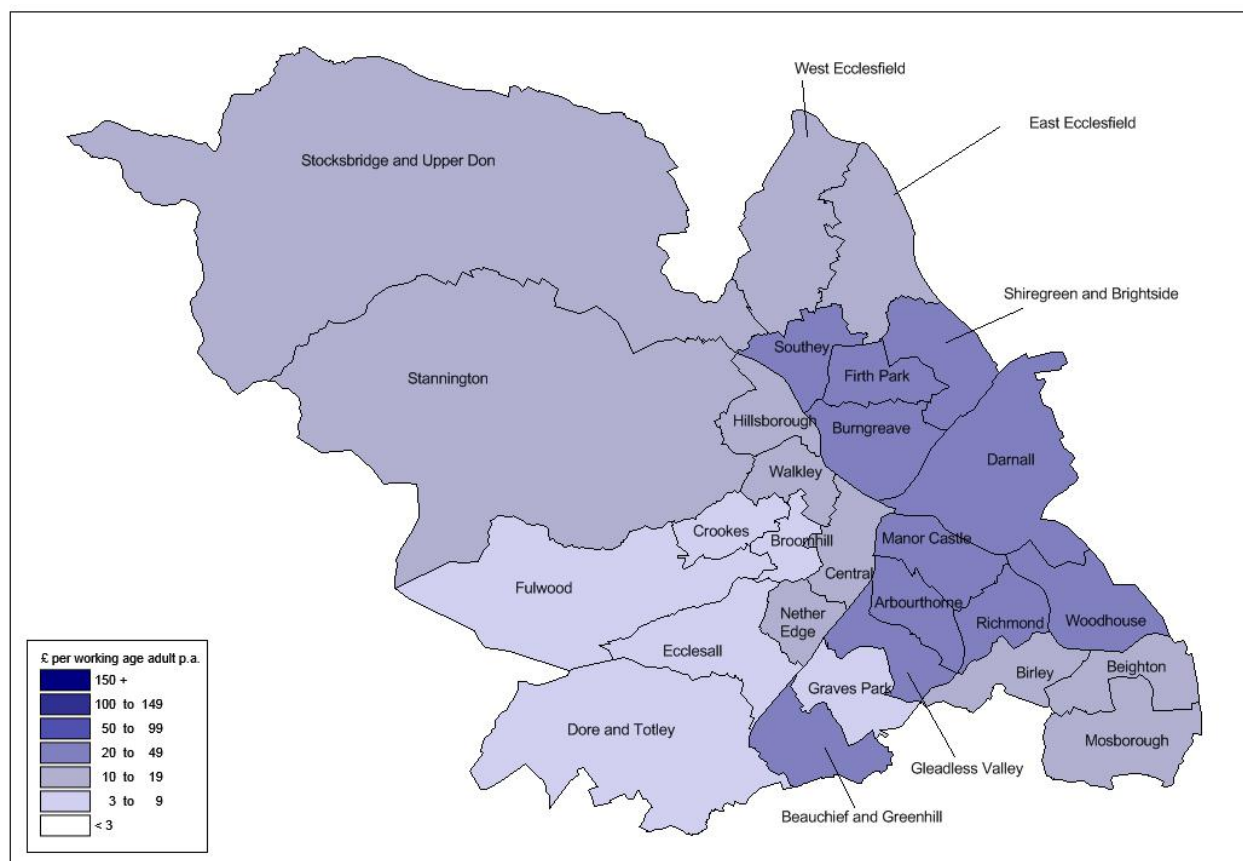 West Ecclesfield
East Ecclesfield
Stocksbridge and Upper Don
Shiregreen and Brightside
Southey
Firth Park
Stannington
Hillsborough
Burngreave
Darnall
Walkley
Crookes
Broomhill
Manor Castle
Central
Fulwood
Arbourthorne
Nether
Edge
Richmond
Woodhouse
Ecclesall
Birley
Beighton
Graves Park
Dore and Totley
Mosborough
Gleadless Valley
Beauchief and Greenhill
£ per working age adult p.a.
150 +
100 to 149
50 to 99
20 to 49
10 to 19
3 to 9
< 3